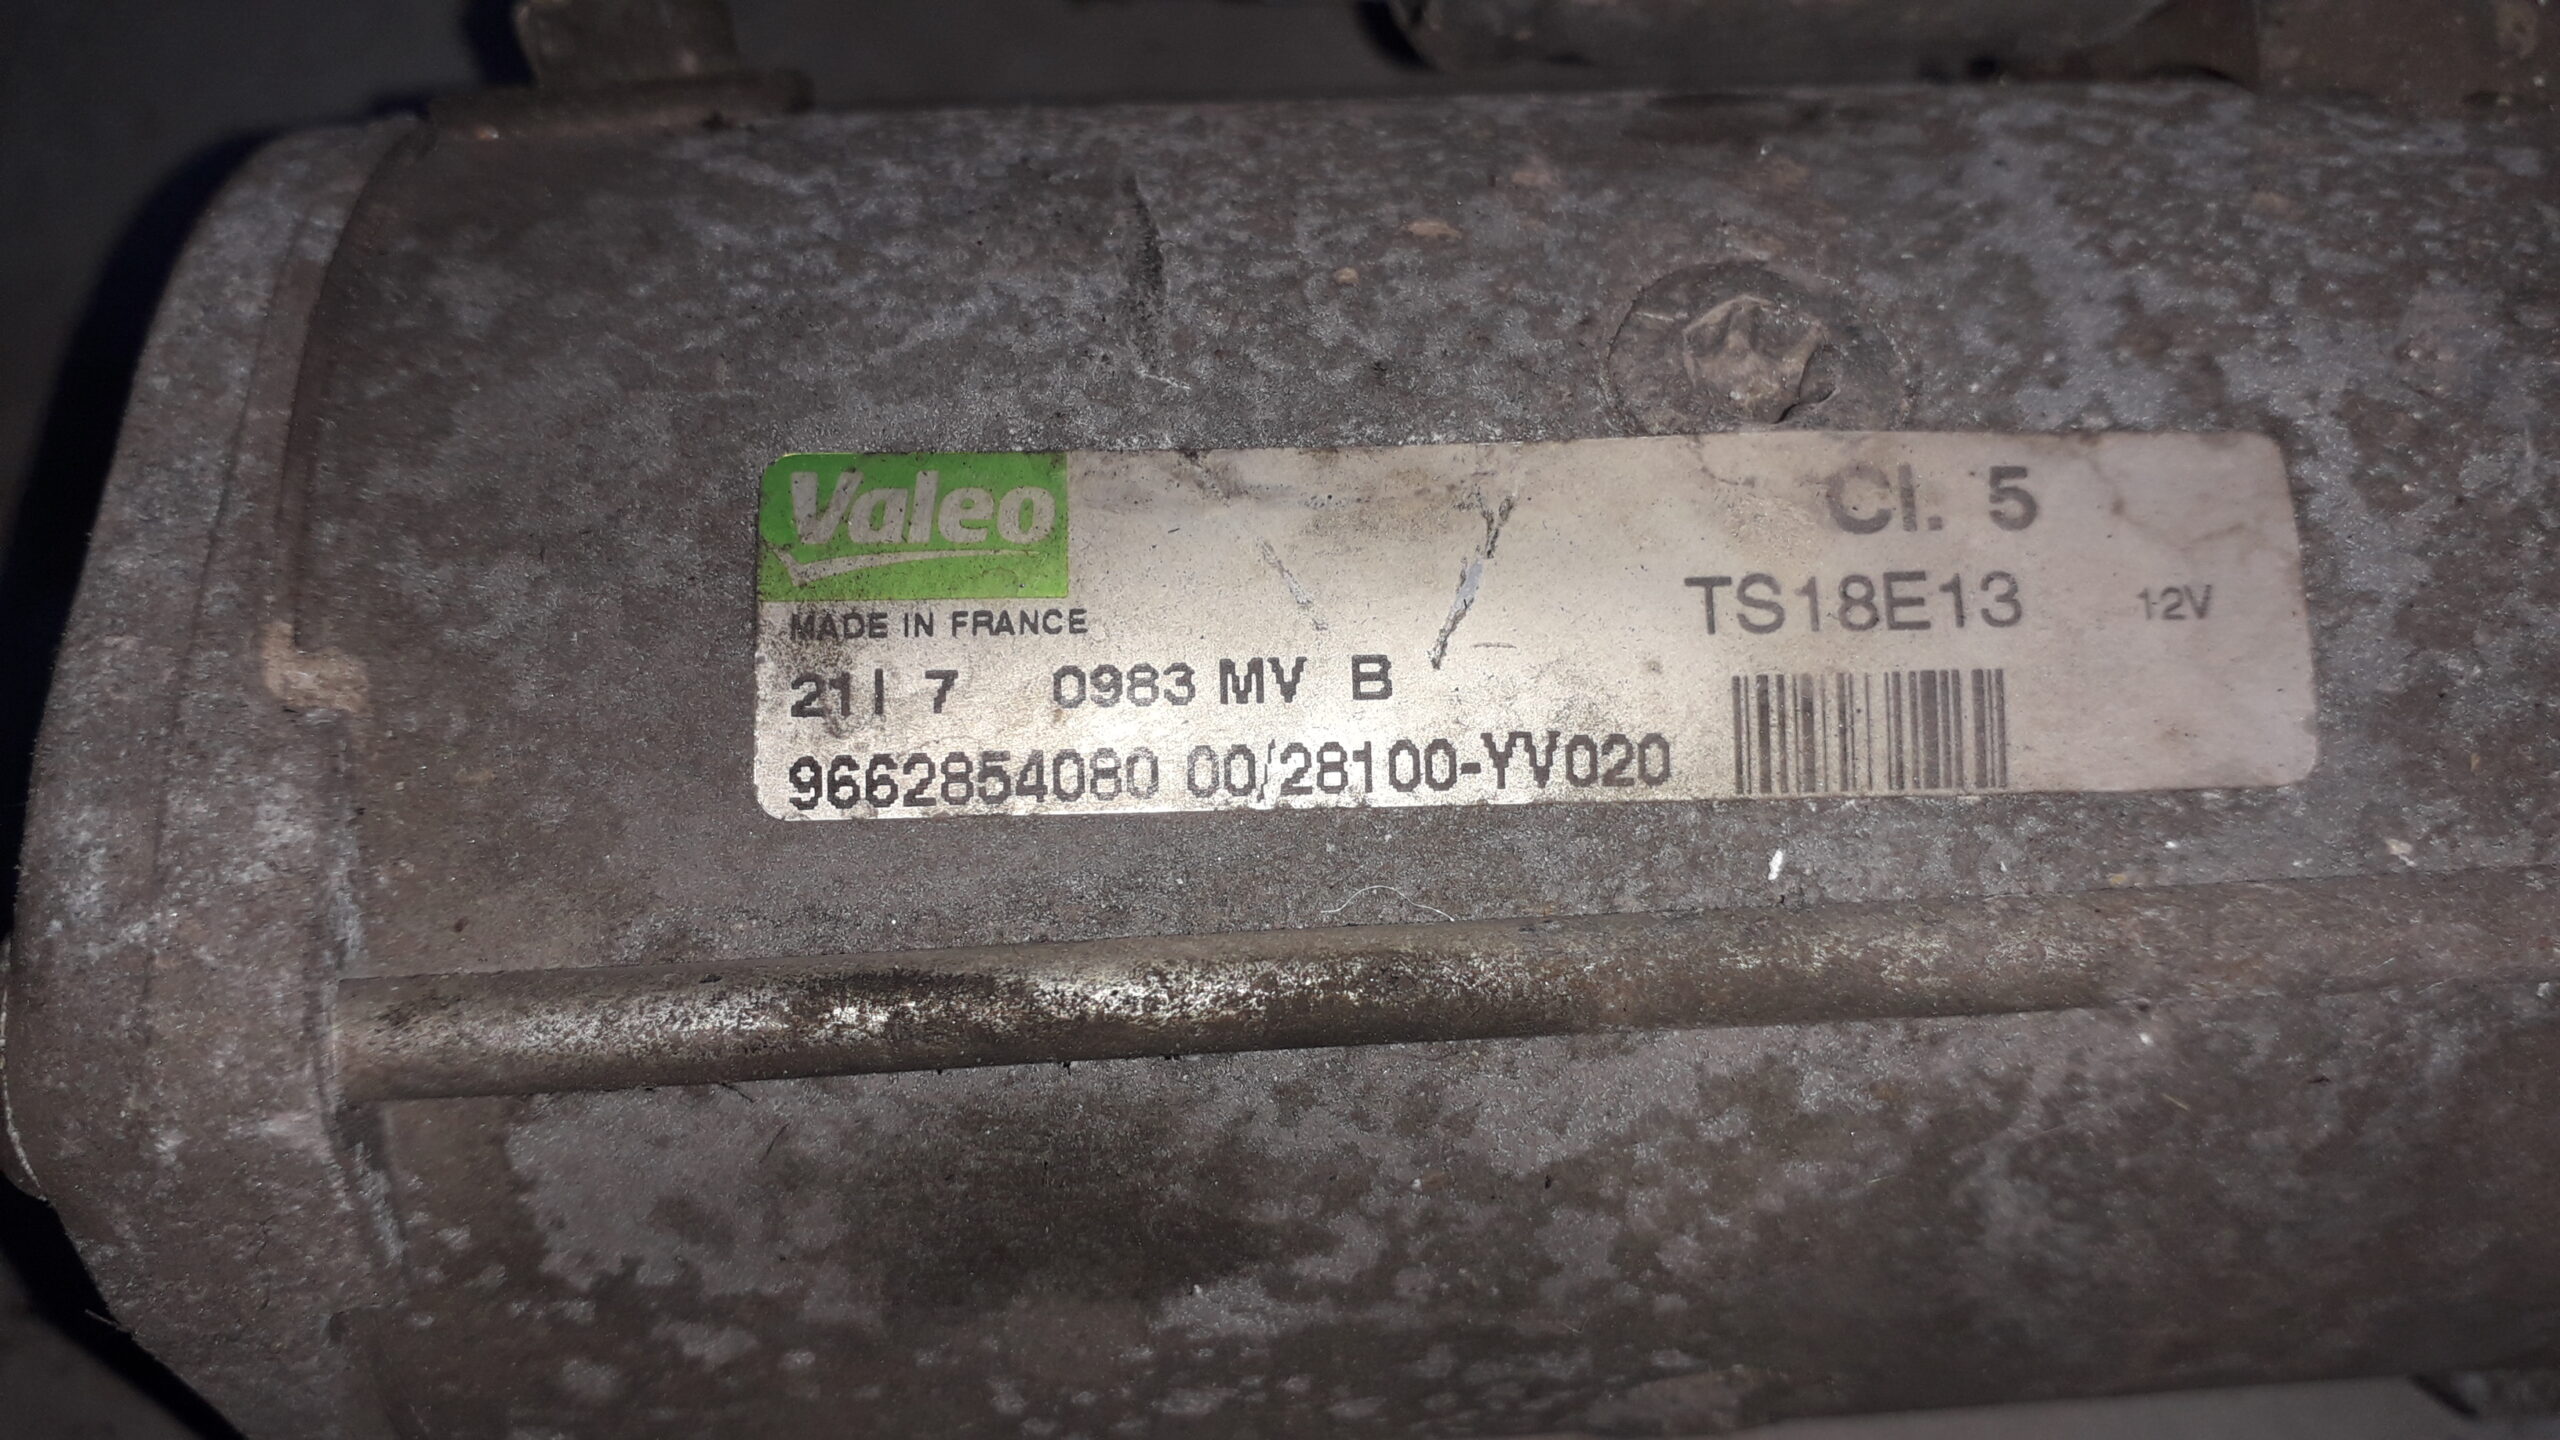 Valeo
Cl. 5
MADE IN FRANCE
TS18E13 12V
21I 7 0983 MV B
9662854080 00/28100-YV020